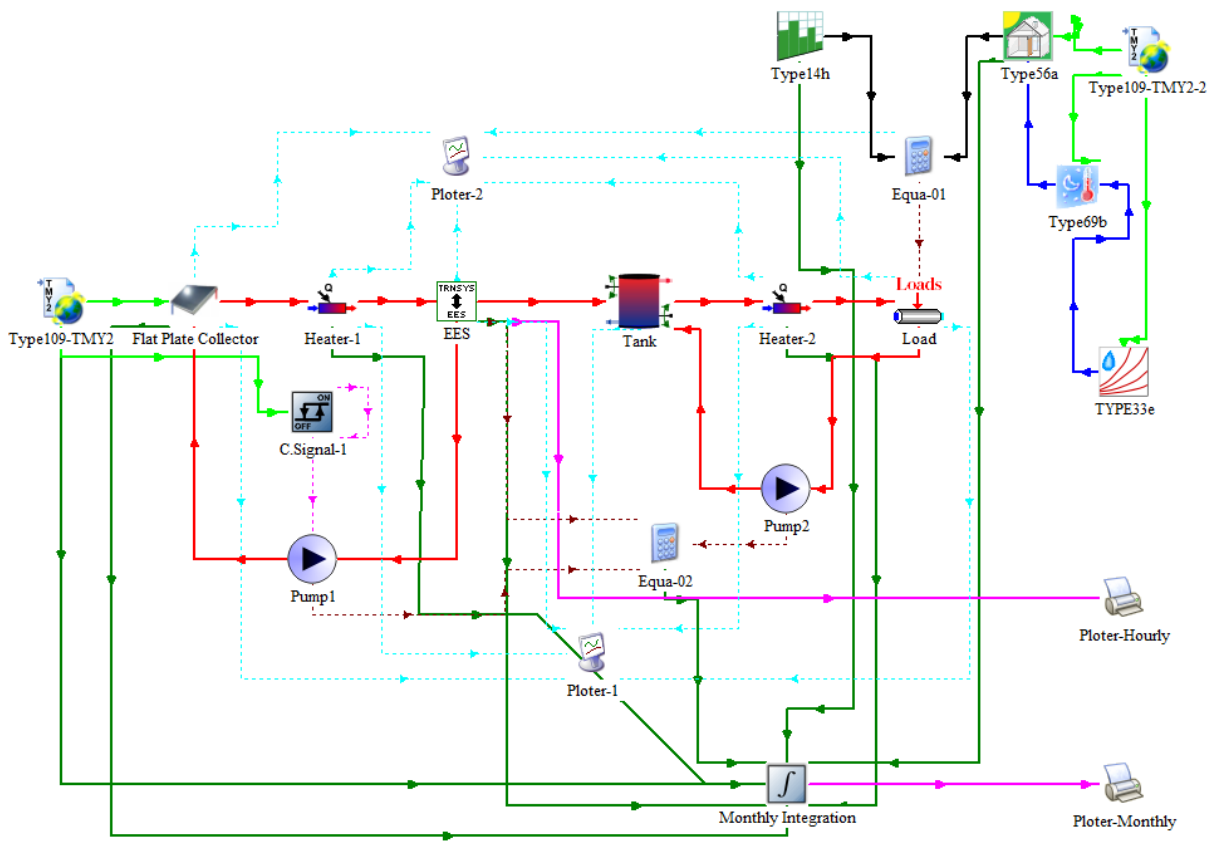 Type14h
Type56a
TMY2
Type109-TMY2-2
Ploter-2
Equa-01
Type69b
TYPE33e
TMY2
Type109-TMY2
Flat Plate Collector
Q
Heater-1
TRNSYS
EES
EES
Tank
Q
Heater-2
Loads
Load
ON
OFF
C.Signal-1
Pump1
Pump2
Equa-02
Ploter-1
Ploter-Hourly
∫
Monthly Integration
Ploter-Monthly